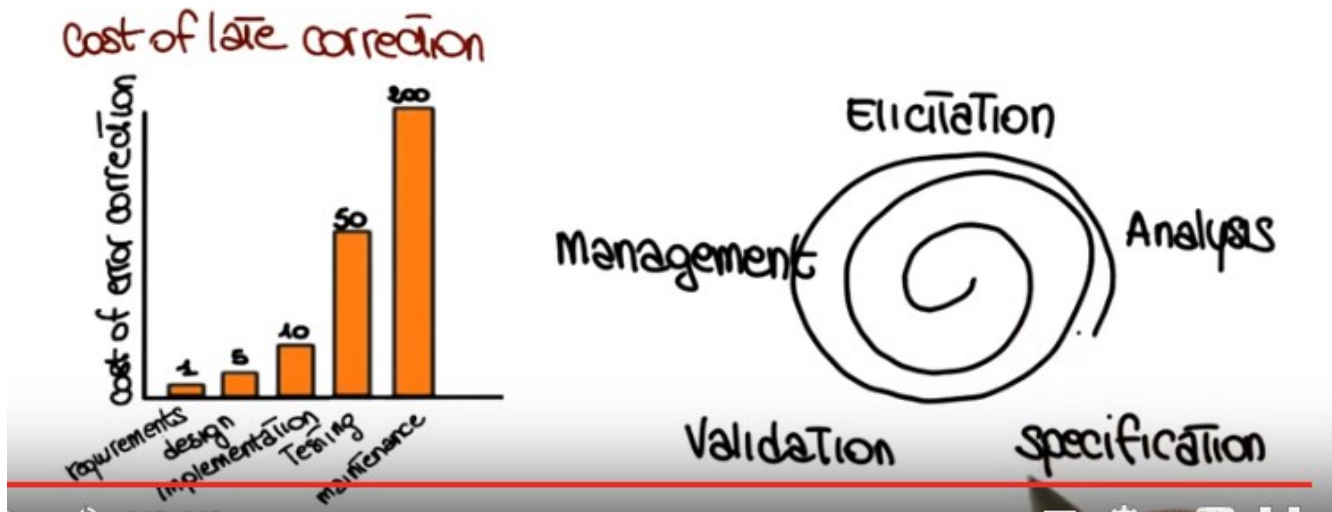 cost of late correction
cost of error correction
200
50
10
5
1
requirements
design
implementation
Testing
maintenance
Elicitation
Management
Analysis
Validation
Specification